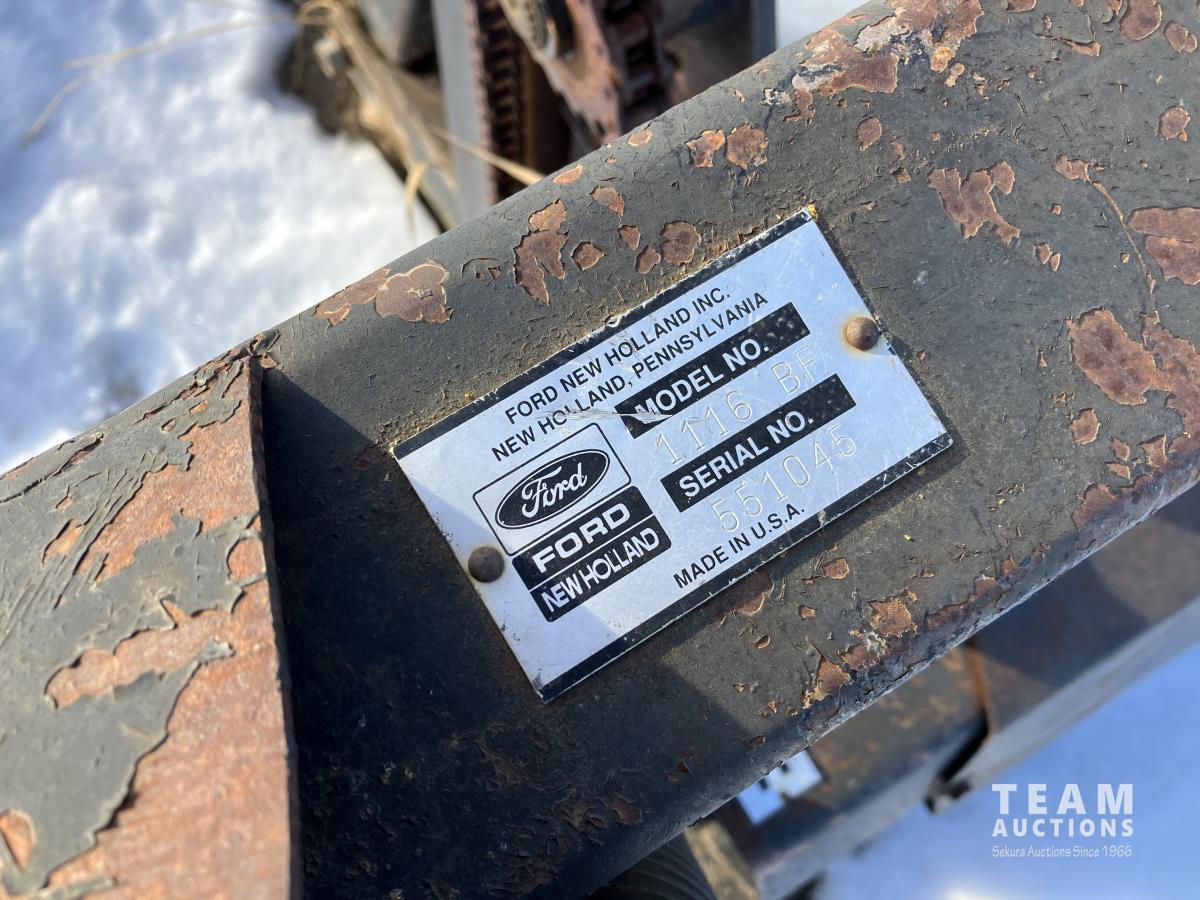 FORD NEW HOLLAND INC.
NEW HOLLAND, PENNSYLVANIA
MODEL NO.
1116 BF
SERIAL NO.
551045
MADE IN U.S.A.
Ford
FORD
NEW HOLLAND
TEAM
AUCTIONS
Sekura Auctions Since 1966